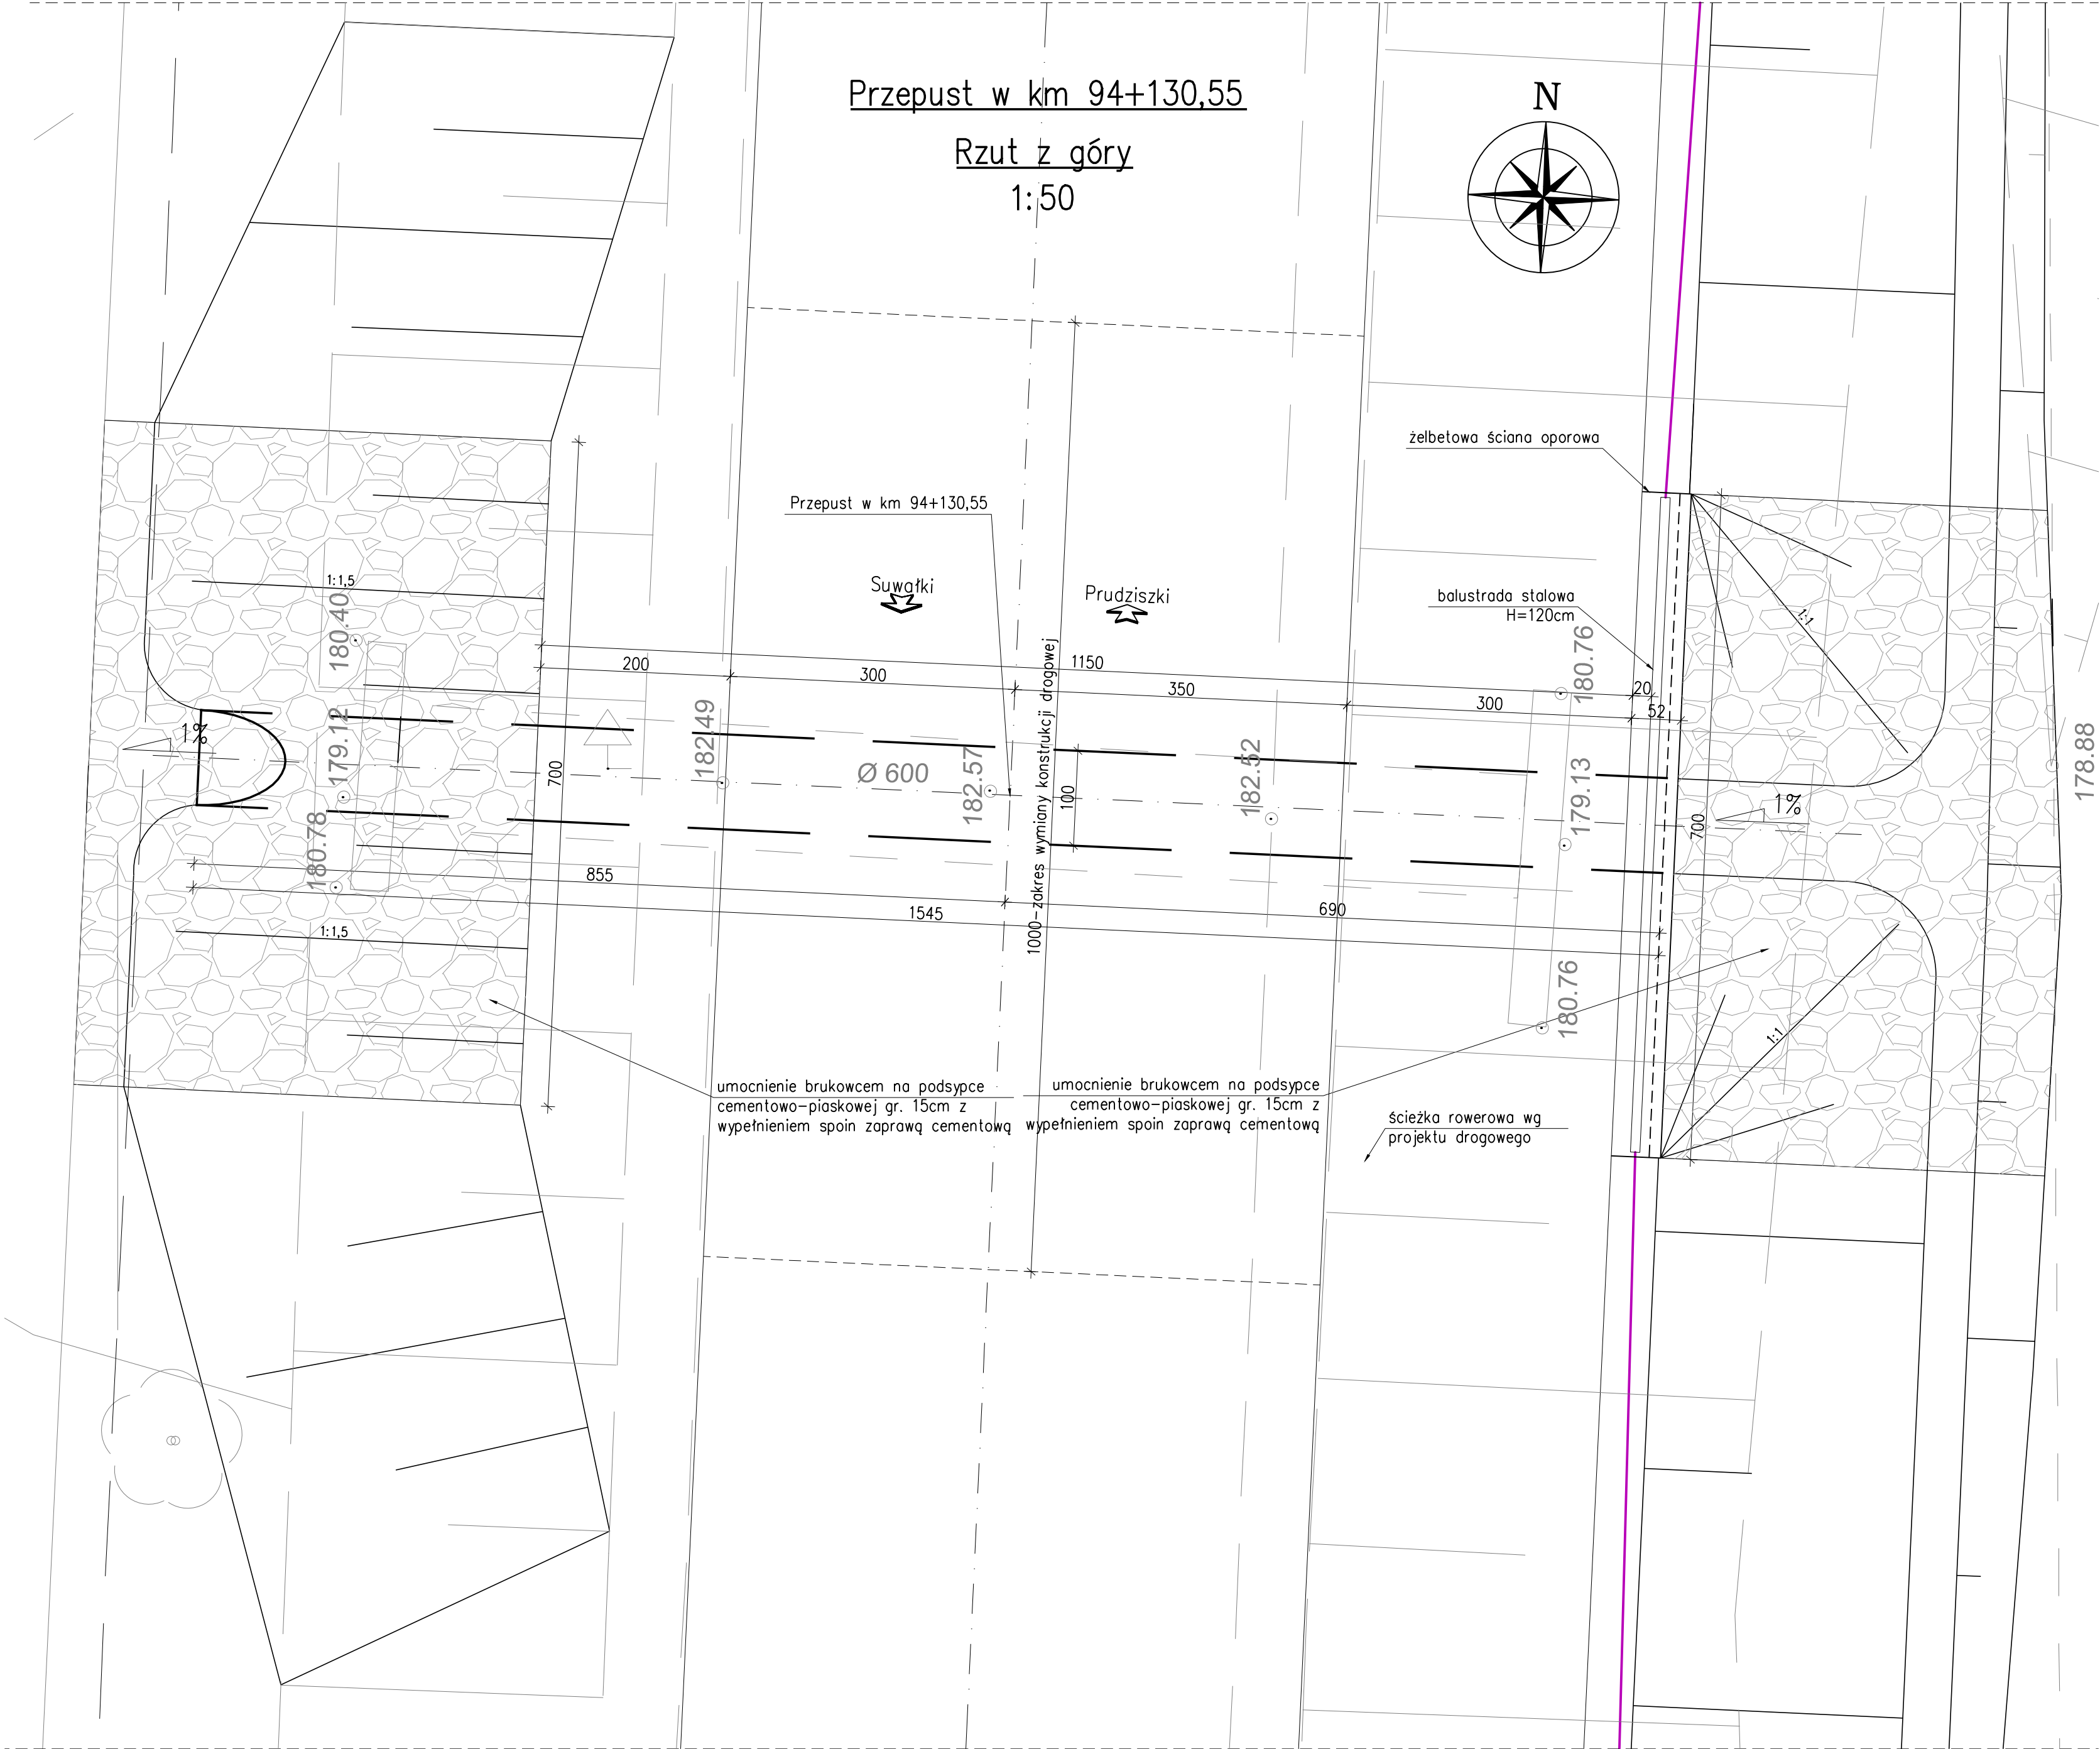 Przepust w km 94+130,55
Rzut z góry
1:50
N
żelbetowa ściana oporowa
Przepust w km 94+130,55
Suwałki
Prudziszki
balustrada stalowa
H=120cm
1:1,5
180.40
1:1
180.76
1150
200
300
350
300
20
52
1%
179.12
182.49
182.57
Ø 600
182.52
179.13
178.88
700
100
1%
700
180.78
1000-zakres wymiany konstrukcji drogowej
855
690
1545
1:1,5
180.76
1:1
umocnienie brukowcem na podsypce
cementowo-piaskowej gr. 15cm z
wypełnieniem spoin zaprawą cementową
umocnienie brukowcem na podsypce
cementowo-piaskowej gr. 15cm z
wypełnieniem spoin zaprawą cementową
ścieżka rowerowa wg
projektu drogowego